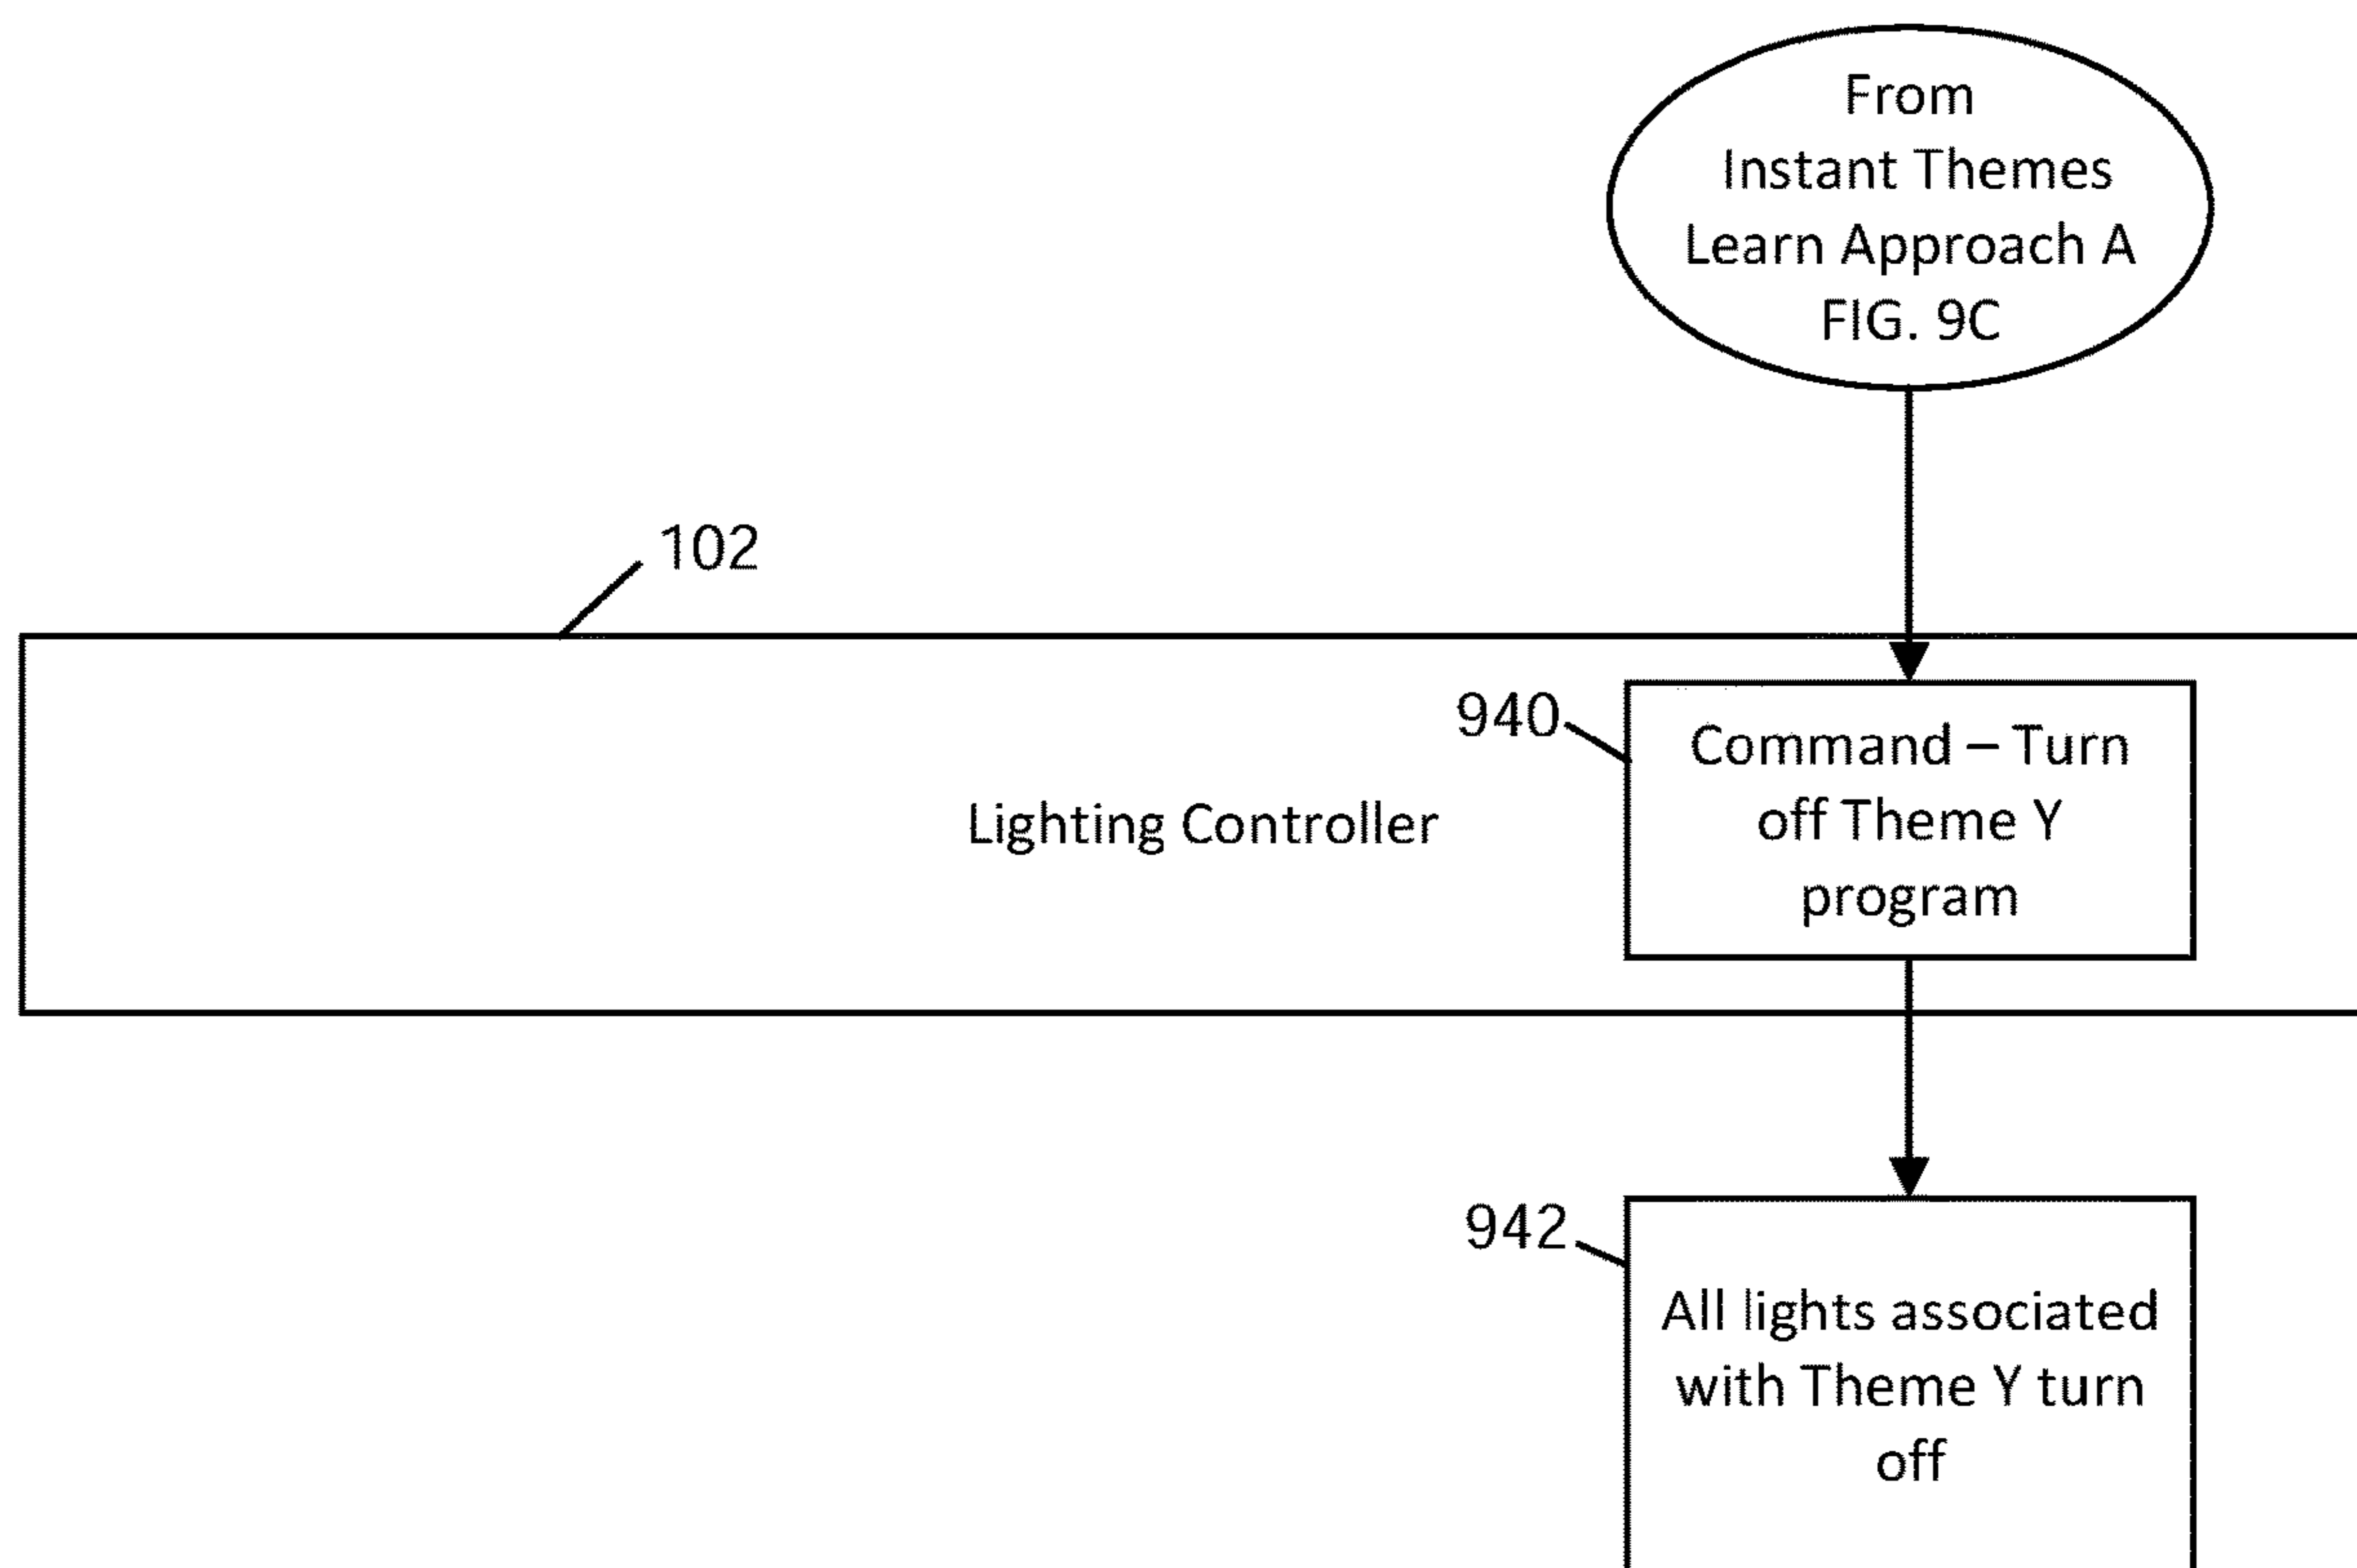 From
Instant Themes
Learn Approach A
FIG. 9C
102
940
Command – Turn
off Theme Y
program
Lighting Controller
942
All lights associated
with Theme Y turn
off